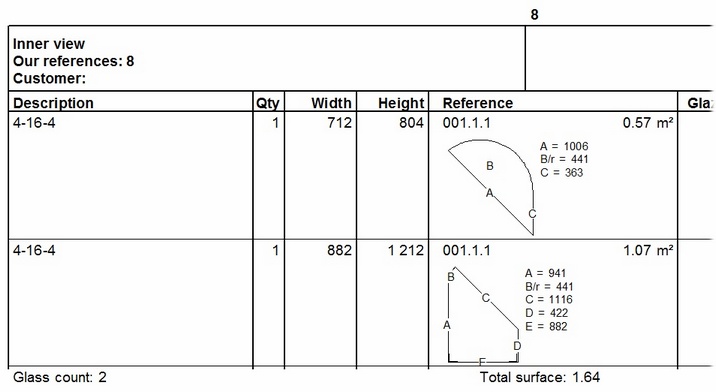 8
Inner view
Our references: 8
Customer:
Description Qty Width Height Reference Gla
4-16-4 1 712 804 001.1.1 0.57 m²
A = 1006
B/r = 441
C = 363
B
A
C
4-16-4 1 882 1 212 001.1.1 1.07 m²
A = 941
B/r = 441
C = 1116
D = 422
E = 882
B
C
A
D
E
Glass count: 2 Total surface: 1.64